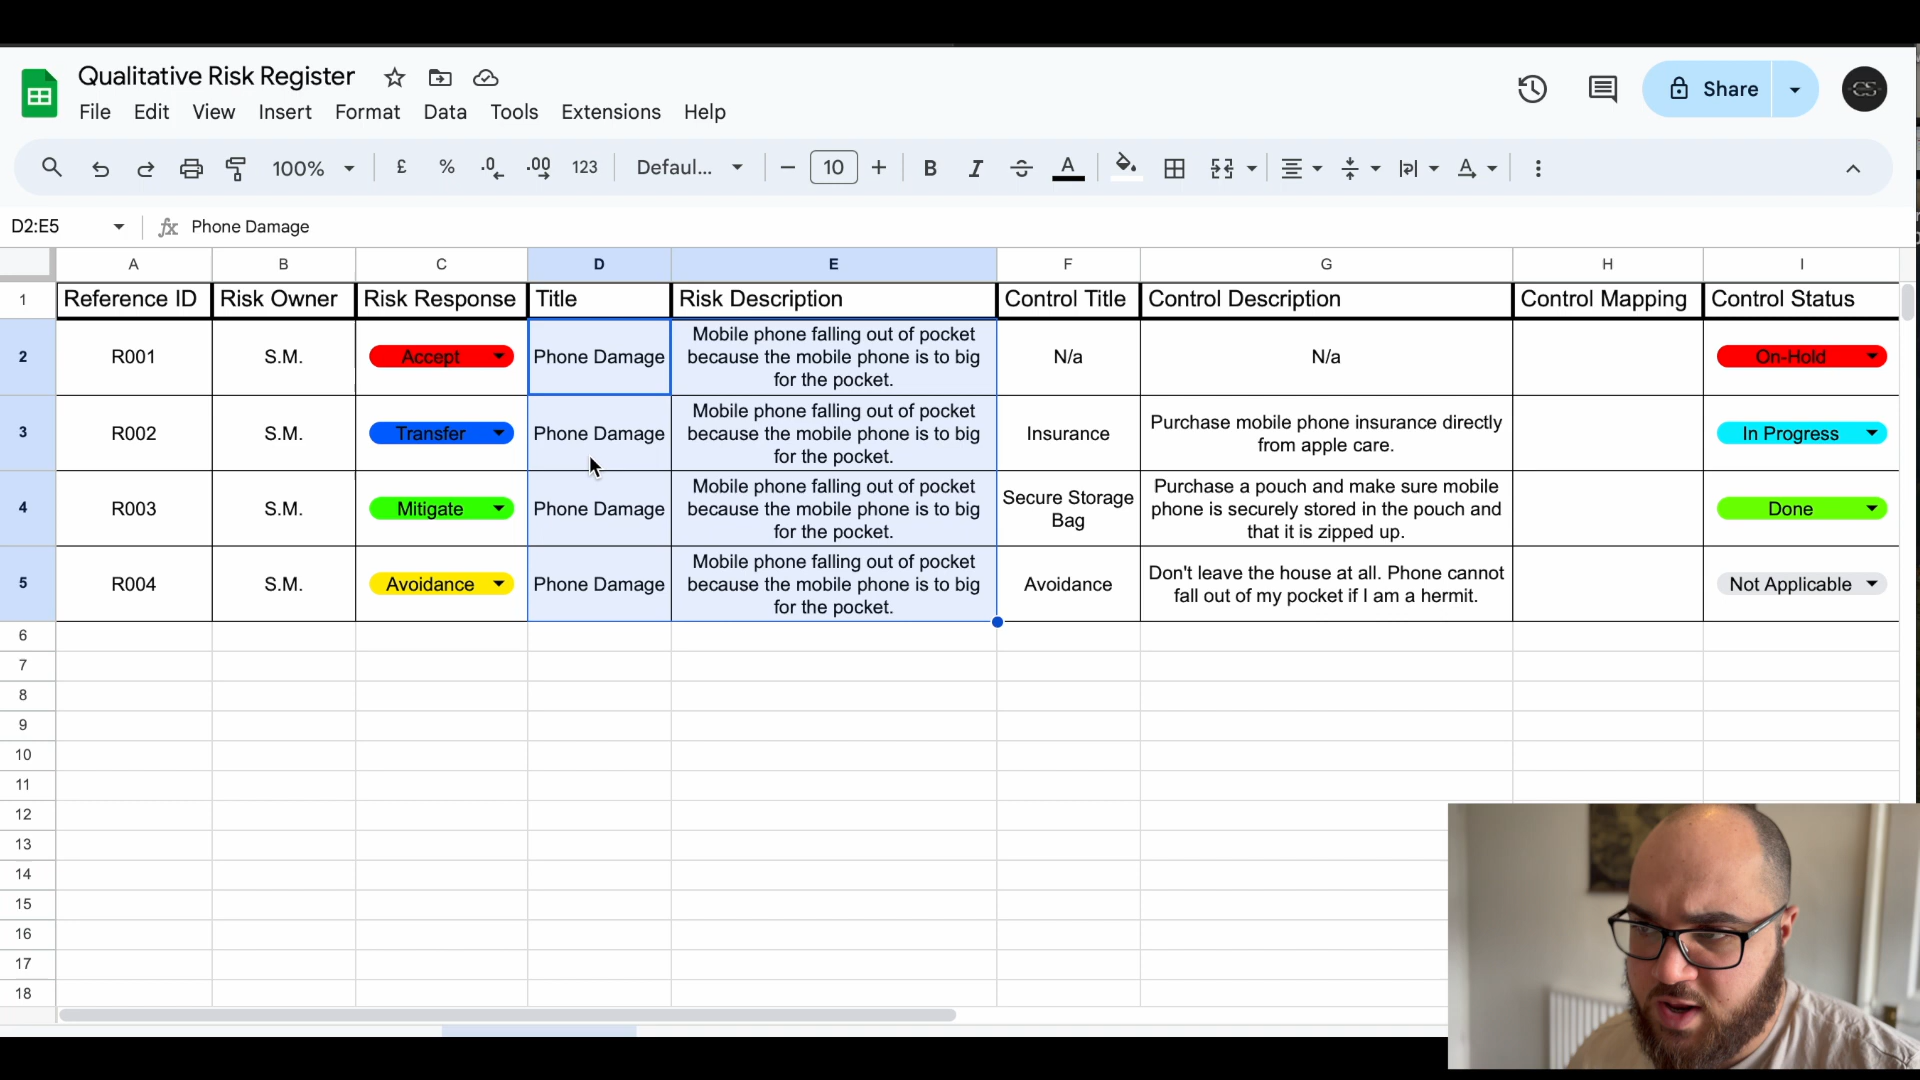 Qualitative Risk Register
Share
CS
File Edit View Insert Format Data Tools Extensions Help
100% £ % .0 .00 123 Defaul... − 10 + B I S A A
D2:E5 fx Phone Damage
A B C D E F G H I
1 Reference ID Risk Owner Risk Response Title Risk Description Control Title Control Description Control Mapping Control Status
2 R001 S.M. Accept Phone Damage
Mobile phone falling out of pocket
because the mobile phone is to big
for the pocket.
N/a N/a On-Hold
3 R002 S.M. Transfer Phone Damage
Mobile phone falling out of pocket
because the mobile phone is to big
for the pocket.
Insurance
Purchase mobile phone insurance directly
from apple care.
In Progress
4 R003 S.M. Mitigate Phone Damage
Mobile phone falling out of pocket
because the mobile phone is to big
for the pocket.
Secure Storage
Bag
Purchase a pouch and make sure mobile
phone is securely stored in the pouch and
that it is zipped up.
Done
5 R004 S.M. Avoidance Phone Damage
Mobile phone falling out of pocket
because the mobile phone is to big
for the pocket.
Avoidance
Don't leave the house at all. Phone cannot
fall out of my pocket if I am a hermit.
Not Applicable
6
7
8
9
10
11
12
13
14
15
16
17
18